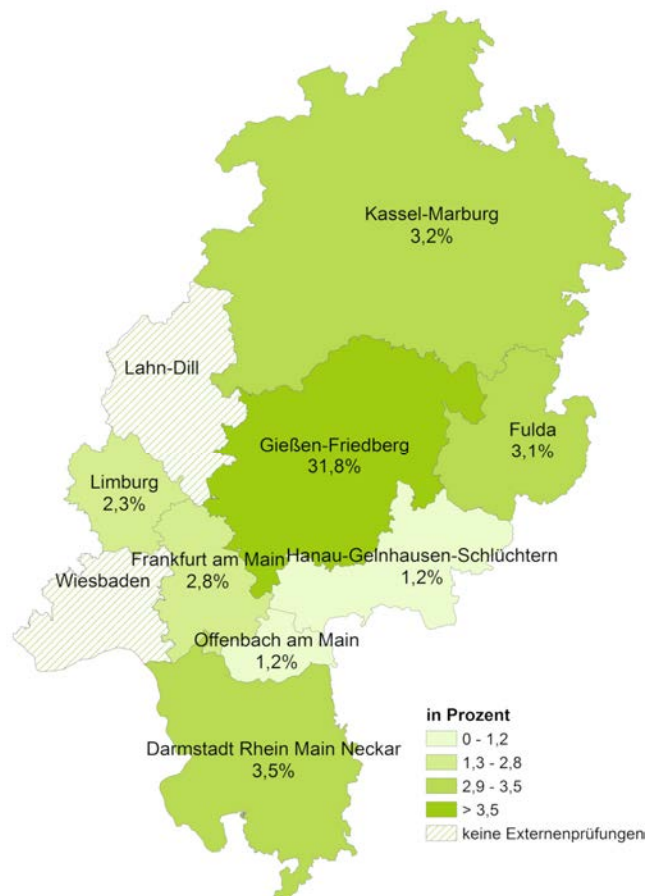 Kassel-Marburg
3,2%
Lahn-Dill
Gießen-Friedberg
31,8%
Fulda
3,1%
Limburg
2,3%
Frankfurt am Main
2,8%
Hanau-Gelnhausen-Schlüchtern
1,2%
Wiesbaden
Offenbach am Main
1,2%
Darmstadt Rhein Main Neckar
3,5%
in Prozent
0 - 1,2
1,3 - 2,8
2,9 - 3,5
> 3,5
keine Externenprüfungen